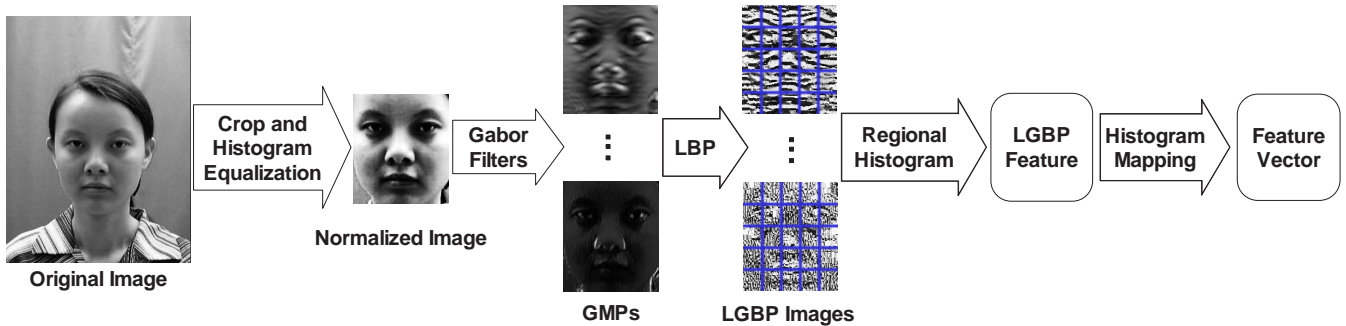 Crop and
Histogram
Equalization
Gabor
Filters
LBP
Regional
Histogram
LGBP
Feature
Histogram
Mapping
Feature
Vector
Normalized Image
Original Image
GMPs
LGBP Images